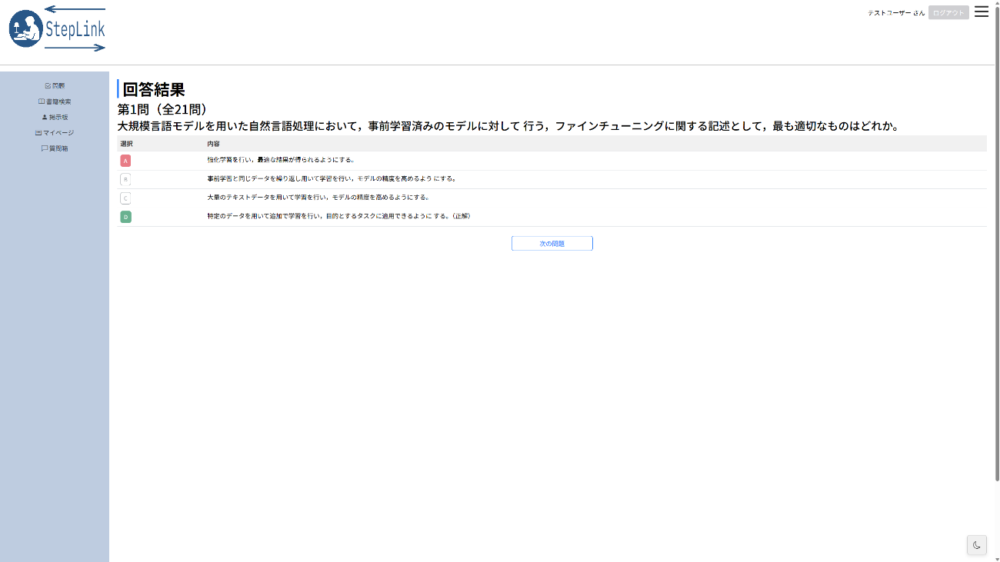 StepLink
テストユーザー さん
ログアウト
問題
書籍検索
掲示板
マイページ
質問箱
回答結果
第1問（全21問）
大規模言語モデルを用いた自然言語処理において，事前学習済みのモデルに対して 行う，ファインチューニングに関する記述として，最も適切なものはどれか。
選択 内容
A 強化学習を行い，最適な結果が得られるようにする。
B 事前学習と同じデータを繰り返し用いて学習を行い，モデルの精度を高めるよう にする。
C 大量のテキストデータを用いて学習を行い，モデルの精度を高めるようにする。
D 特定のデータを用いて追加で学習を行い，目的とするタスクに適用できるように する。（正解）
次の問題